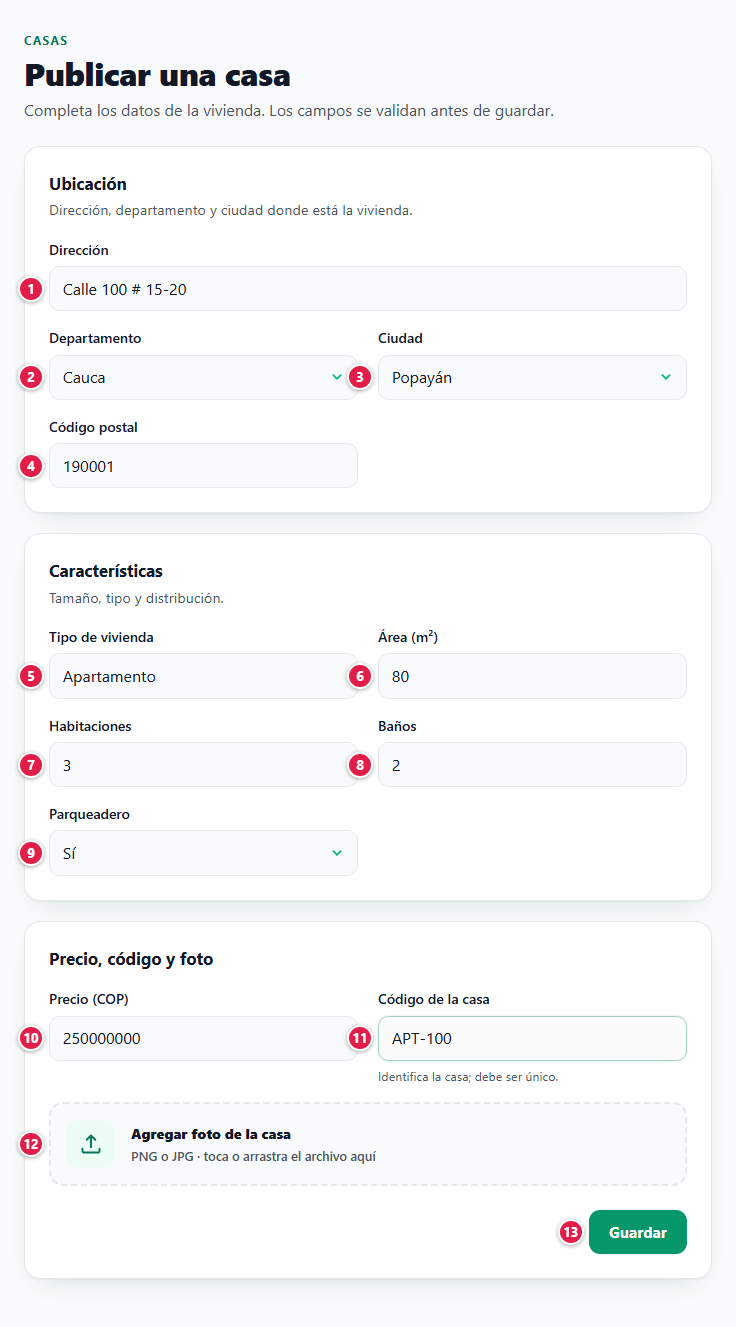 CASAS
Publicar una casa
Completa los datos de la vivienda. Los campos se validan antes de guardar.
Ubicación
Dirección, departamento y ciudad donde está la vivienda.
Dirección
1 Calle 100 # 15-20
Departamento Ciudad
2 Cauca 3 Popayán
Código postal
4 190001
Características
Tamaño, tipo y distribución.
Tipo de vivienda Área (m²)
5 Apartamento 6 80
Habitaciones Baños
7 3 8 2
Parqueadero
9 Sí
Precio, código y foto
Precio (COP) Código de la casa
10 250000000 11 APT-100
Identifica la casa; debe ser único.
12 Agregar foto de la casa
PNG o JPG · toca o arrastra el archivo aquí
13 Guardar